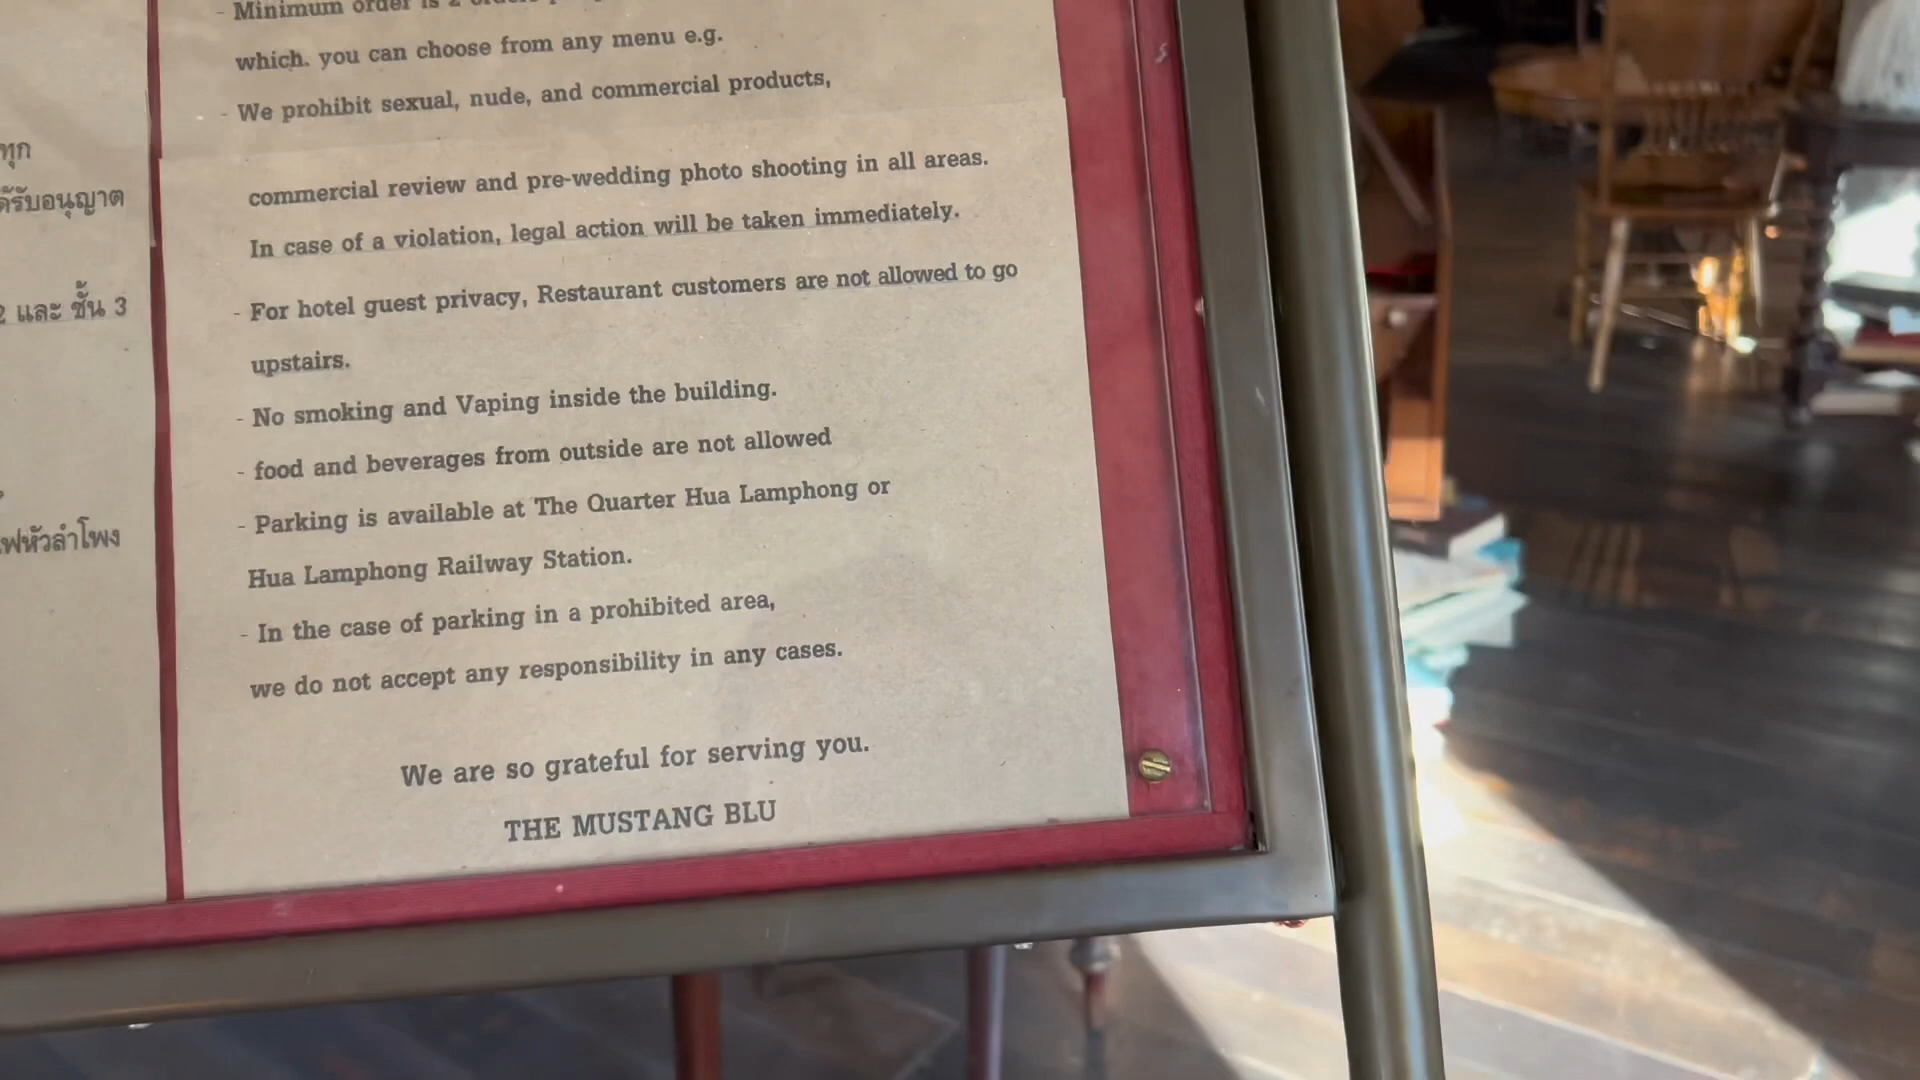 ทุก
รับอนุญาต
และ ชั้น 3
หัวลำโพง
- Minimum order is 2
which. you can choose from any menu e.g.
- We prohibit sexual, nude, and commercial products,
commercial review and pre-wedding photo shooting in all areas.
In case of a violation, legal action will be taken immediately.
- For hotel guest privacy, Restaurant customers are not allowed to go
upstairs.
- No smoking and Vaping inside the building.
- food and beverages from outside are not allowed
- Parking is available at The Quarter Hua Lamphong or
Hua Lamphong Railway Station.
- In the case of parking in a prohibited area,
we do not accept any responsibility in any cases.
We are so grateful for serving you.
THE MUSTANG BLU